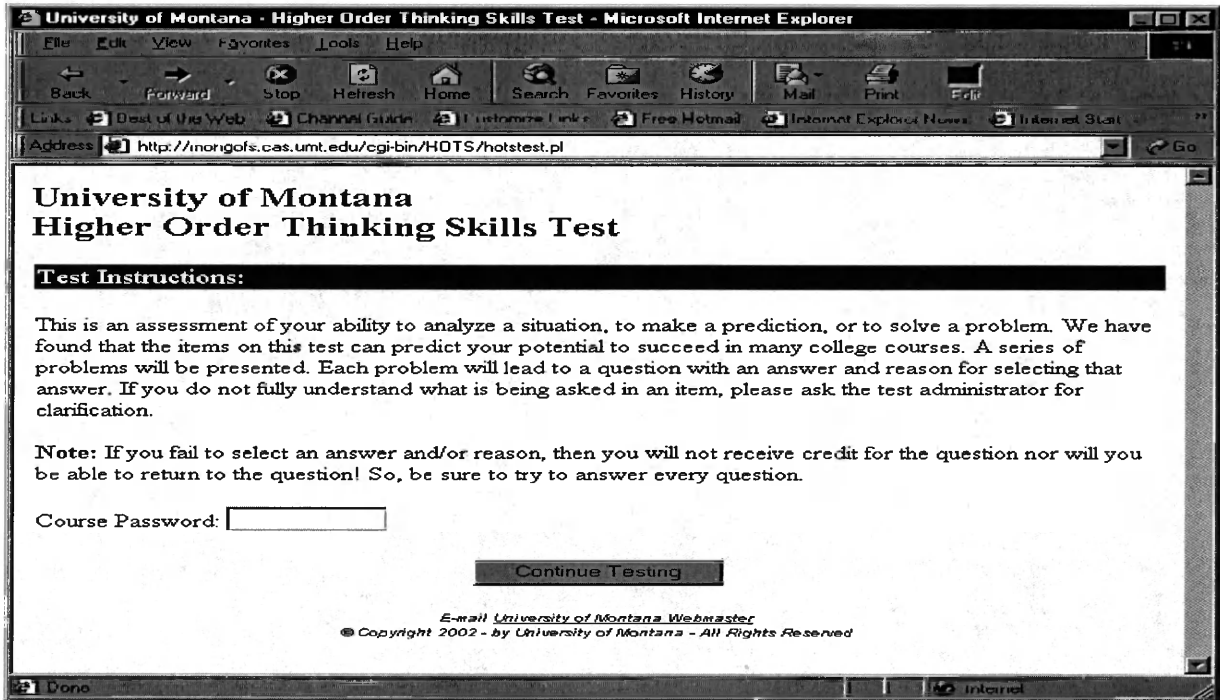 University of Montana - Higher Order Thinking Skills Test - Microsoft Internet Explorer
File Edit View Favorites Tools Help
Back Forward Stop Refresh Home Search Favorites History Mail Print Edit
Links Best of the Web Channel Guide Customize Links Free Hotmail Internet Explorer News Internet Start
Address http://mongofs.cas.umt.edu/cgi-bin/HOTS/hotstest.pl Go
University of Montana
Higher Order Thinking Skills Test
Test Instructions:
This is an assessment of your ability to analyze a situation, to make a prediction, or to solve a problem. We have
found that the items on this test can predict your potential to succeed in many college courses. A series of
problems will be presented. Each problem will lead to a question with an answer and reason for selecting that
answer. If you do not fully understand what is being asked in an item, please ask the test administrator for
clarification.
Note: If you fail to select an answer and/or reason, then you will not receive credit for the question nor will you
be able to return to the question! So, be sure to try to answer every question.
Course Password:
Continue Testing
E-mail University of Montana Webmaster
© Copyright 2002 - by University of Montana - All Rights Reserved
Done Internet